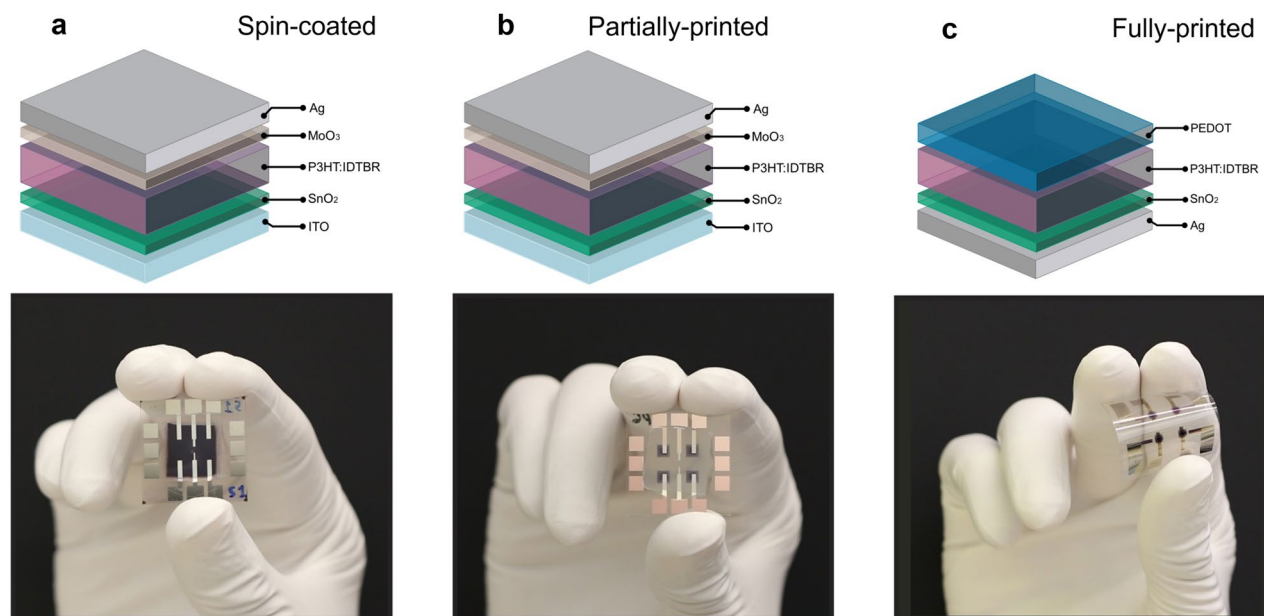 a Spin-coated
Ag
MoO₃
P3HT:IDTBR
SnO₂
ITO
b Partially-printed
Ag
MoO₃
P3HT:IDTBR
SnO₂
ITO
c Fully-printed
PEDOT
P3HT:IDTBR
SnO₂
Ag
S1
S1